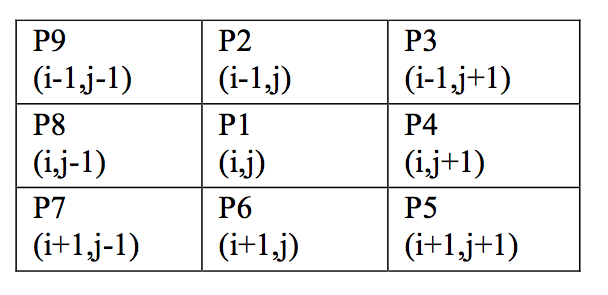 P9 P2 P3
(i-1,j-1) (i-1,j) (i-1,j+1)
P8 P1 P4
(i,j-1) (i,j) (i,j+1)
P7 P6 P5
(i+1,j-1) (i+1,j) (i+1,j+1)